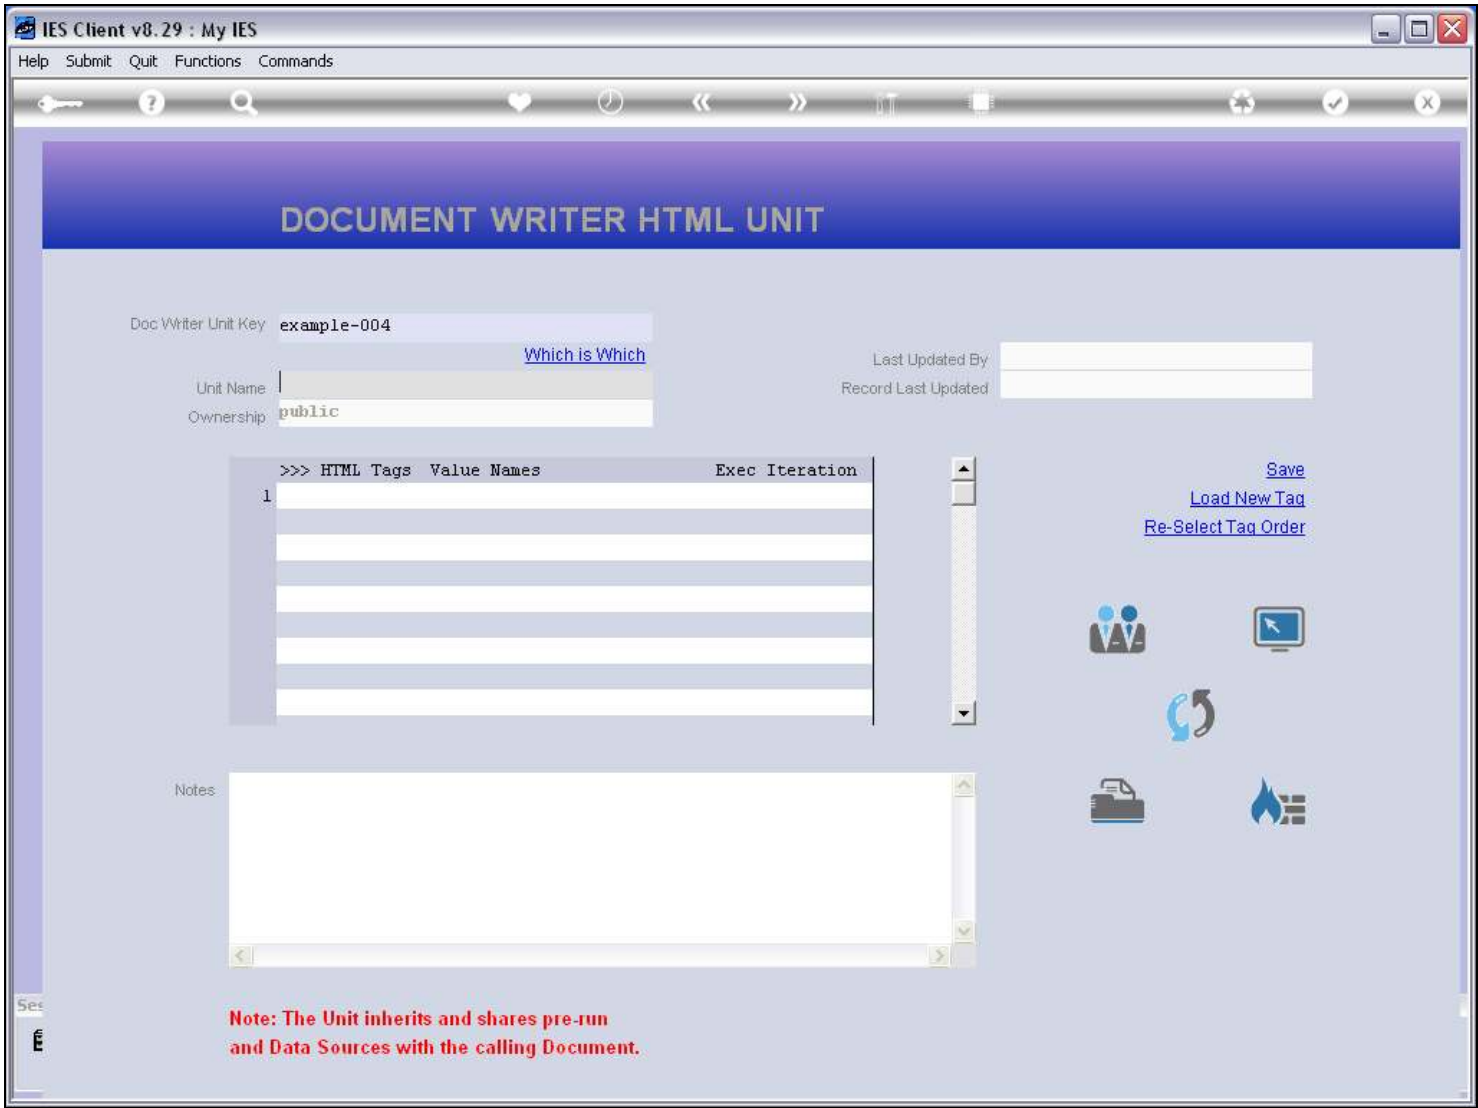 IES Client v8.29 : My IES
Help Submit Quit Functions Commands
DOCUMENT WRITER HTML UNIT
Doc Writer Unit Key example-004
Which is Which
Last Updated By
Unit Name
Record Last Updated
Ownership public
>>> HTML Tags Value Names Exec Iteration
Save
1
Load New Tag
Re-Select Tag Order
Notes
Ses
Note: The Unit inherits and shares pre-run
and Data Sources with the calling Document.